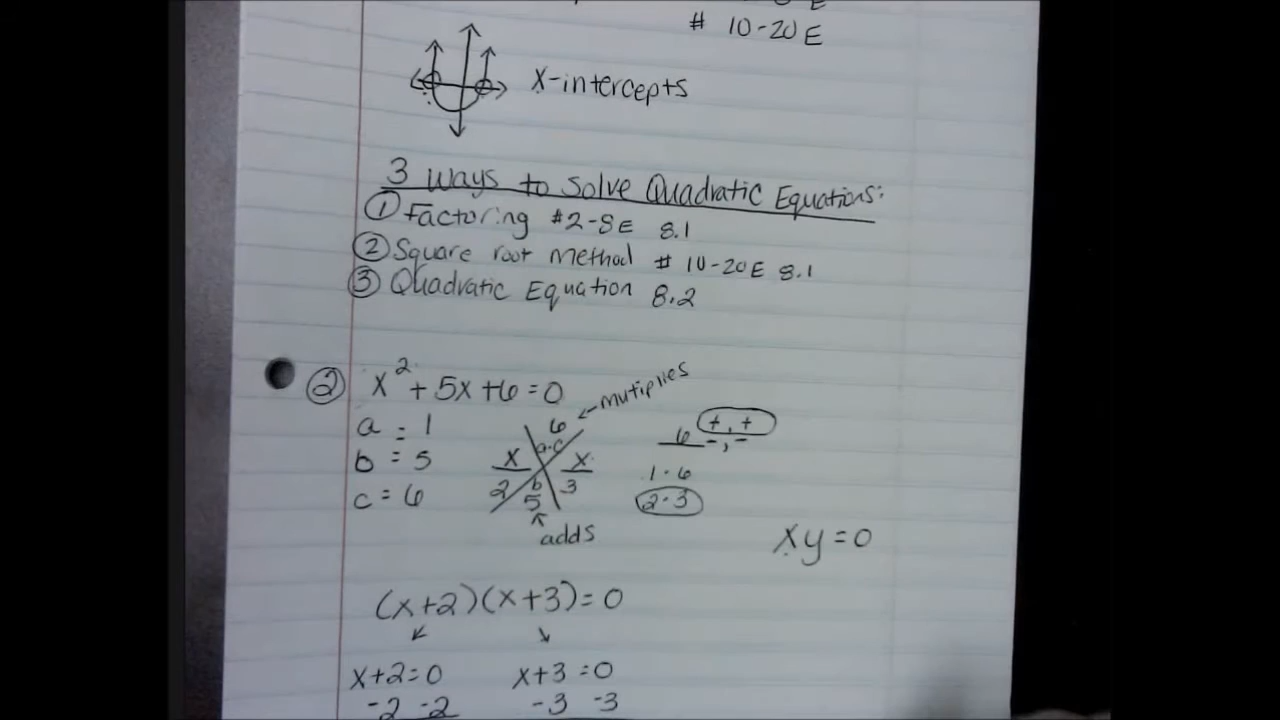 # 10-20 E
x-intercepts
3 Ways to Solve Quadratic Equations:
① Factoring #2-8E 8.1
② Square root method # 10-20E 8.1
③ Quadratic Equation 8.2
② x² + 5x + 6 = 0
← mutiplies
a = 1
b = 5
c = 6
6
a·c
x x
2 3
b
5
↑
adds
6 +, +
-, -
1·6
2·3
xy = 0
(x+2)(x+3) = 0
↙ ↘
x+2=0 x+3=0
-2 -2 -3 -3